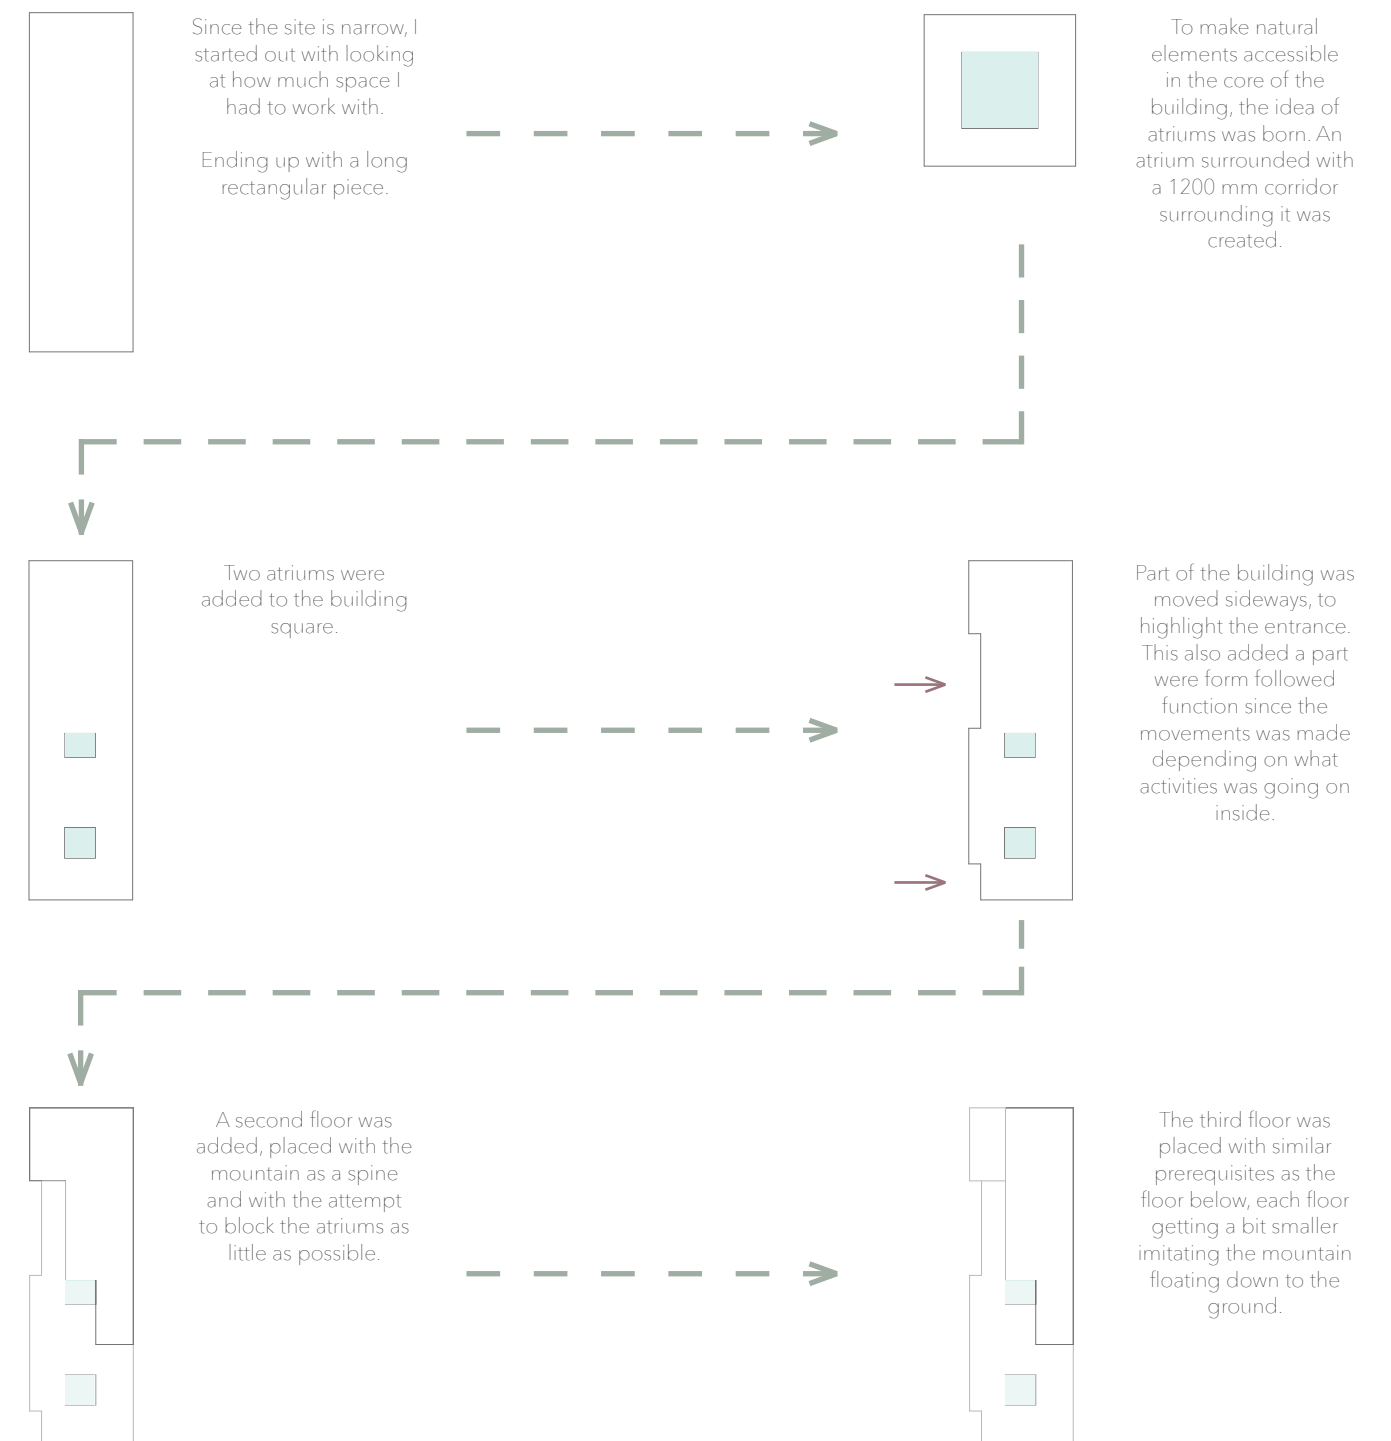 Since the site is narrow, I
started out with looking
at how much space I
had to work with.
Ending up with a long
rectangular piece.
To make natural
elements accessible
in the core of the
building, the idea of
atriums was born. An
atrium surrounded with
a 1200 mm corridor
surrounding it was
created.
Two atriums were
added to the building
square.
Part of the building was
moved sideways, to
highlight the entrance.
This also added a part
were form followed
function since the
movements was made
depending on what
activities was going on
inside.
A second floor was
added, placed with the
mountain as a spine
and with the attempt
to block the atriums as
little as possible.
The third floor was
placed with similar
prerequisites as the
floor below, each floor
getting a bit smaller
imitating the mountain
floating down to the
ground.